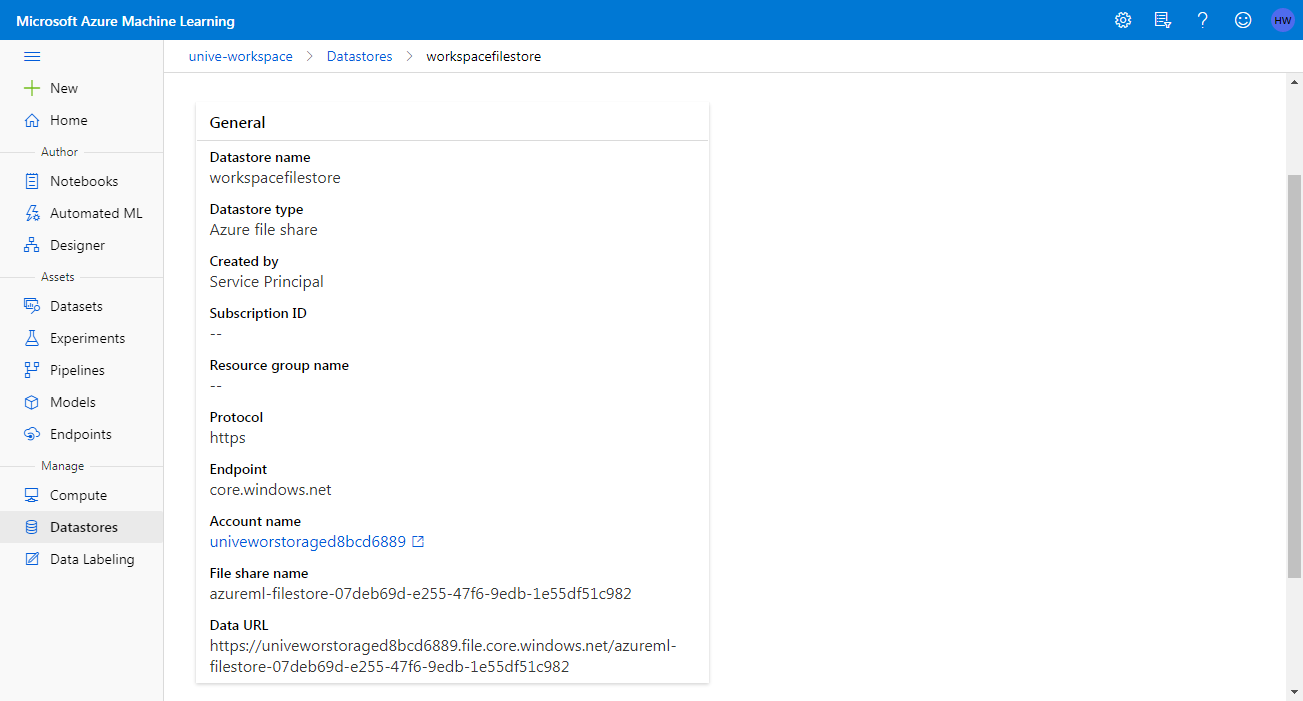 Microsoft Azure Machine Learning
HW
unive-workspace > Datastores > workspacefilestore
New
Home
Author
Notebooks
Automated ML
Designer
Assets
Datasets
Experiments
Pipelines
Models
Endpoints
Manage
Compute
Datastores
Data Labeling
General
Datastore name
workspacefilestore
Datastore type
Azure file share
Created by
Service Principal
Subscription ID
--
Resource group name
--
Protocol
https
Endpoint
core.windows.net
Account name
univeworstoraged8bcd6889
File share name
azureml-filestore-07deb69d-e255-47f6-9edb-1e55df51c982
Data URL
https://univeworstoraged8bcd6889.file.core.windows.net/azureml-
filestore-07deb69d-e255-47f6-9edb-1e55df51c982